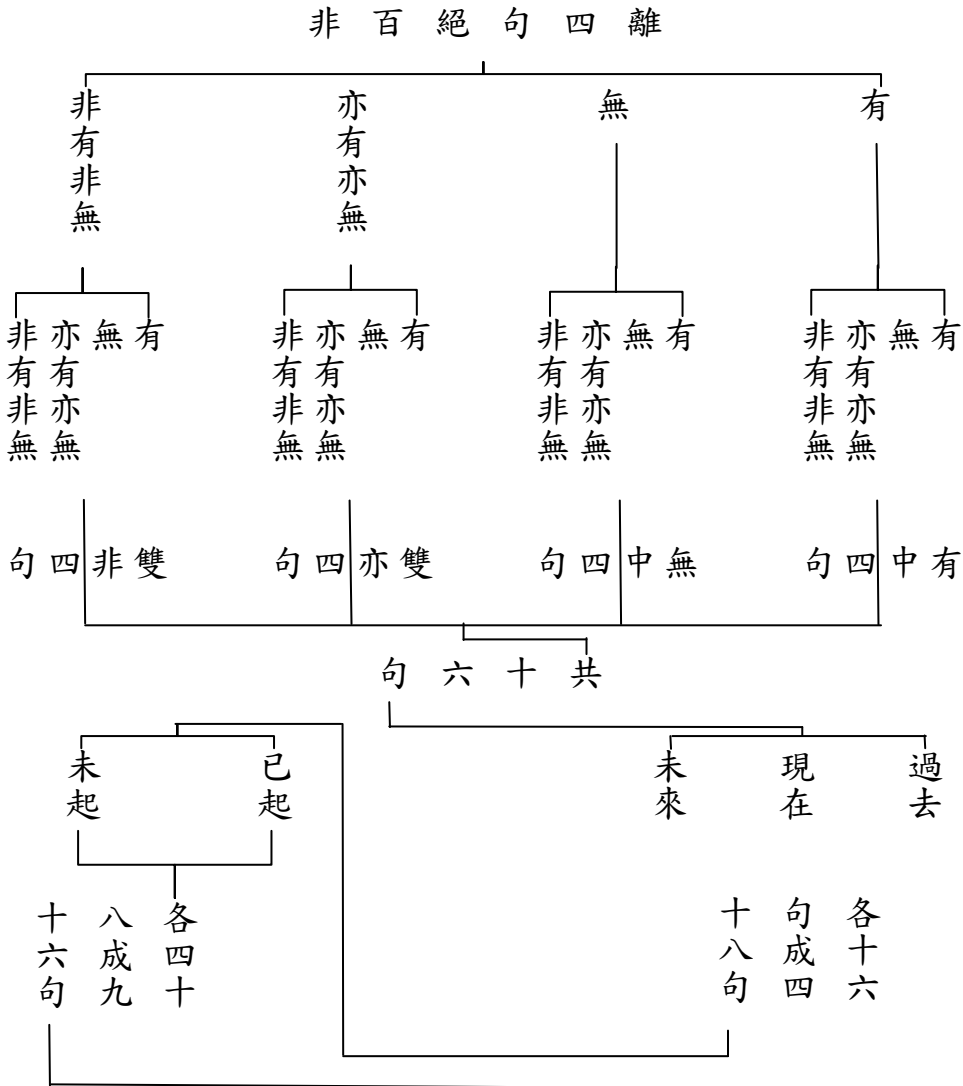 離四句絕百非
有
無
亦有亦無
非有非無
有
無
亦有亦無
非有非無
有
無
亦有亦無
非有非無
有
無
亦有亦無
非有非無
有
無
亦有亦無
非有非無
有中四句
無中四句
雙亦四句
雙非四句
共十六句
過去
現在
未來
各十六
句成四
十八句
已起
未起
各四十
八成九
十六句